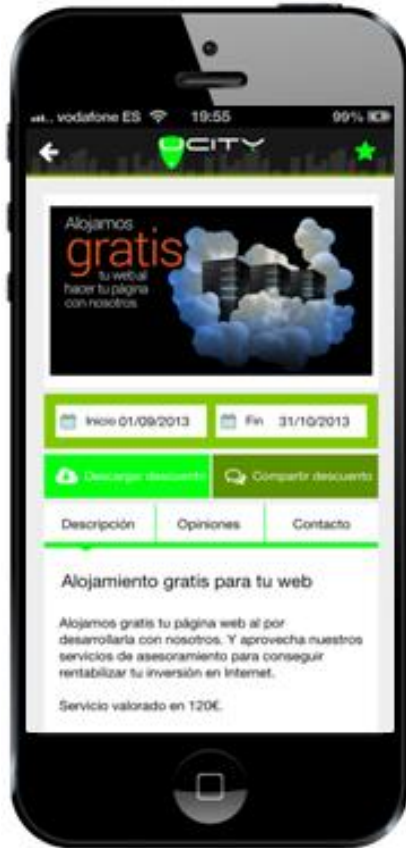 vodafone ES 19:55 99%
UCITY
Alojamos
gratis
tu web al
hacer tu página
con nosotros
Inicio 01/09/2013 Fin 31/10/2013
Descargar descuento Compartir descuento
Descripción Opiniones Contacto
Alojamiento gratis para tu web
Alojamos gratis tu página web al por
desarrollarla con nosotros. Y aprovecha nuestros
servicios de asesoramiento para conseguir
rentabilizar tu inversión en Internet.
Servicio valorado en 120€.